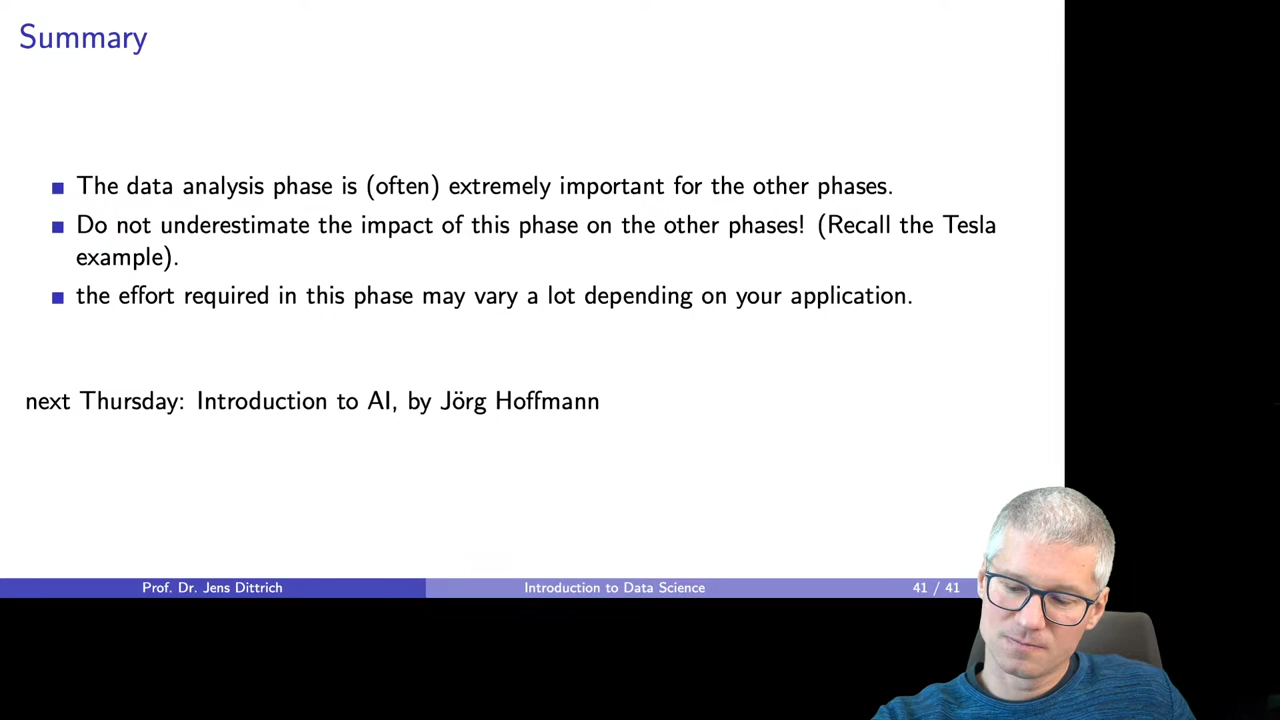 Summary
The data analysis phase is (often) extremely important for the other phases.
Do not underestimate the impact of this phase on the other phases! (Recall the Tesla
example).
the effort required in this phase may vary a lot depending on your application.
next Thursday: Introduction to AI, by Jörg Hoffmann
Prof. Dr. Jens Dittrich
Introduction to Data Science
41 / 41